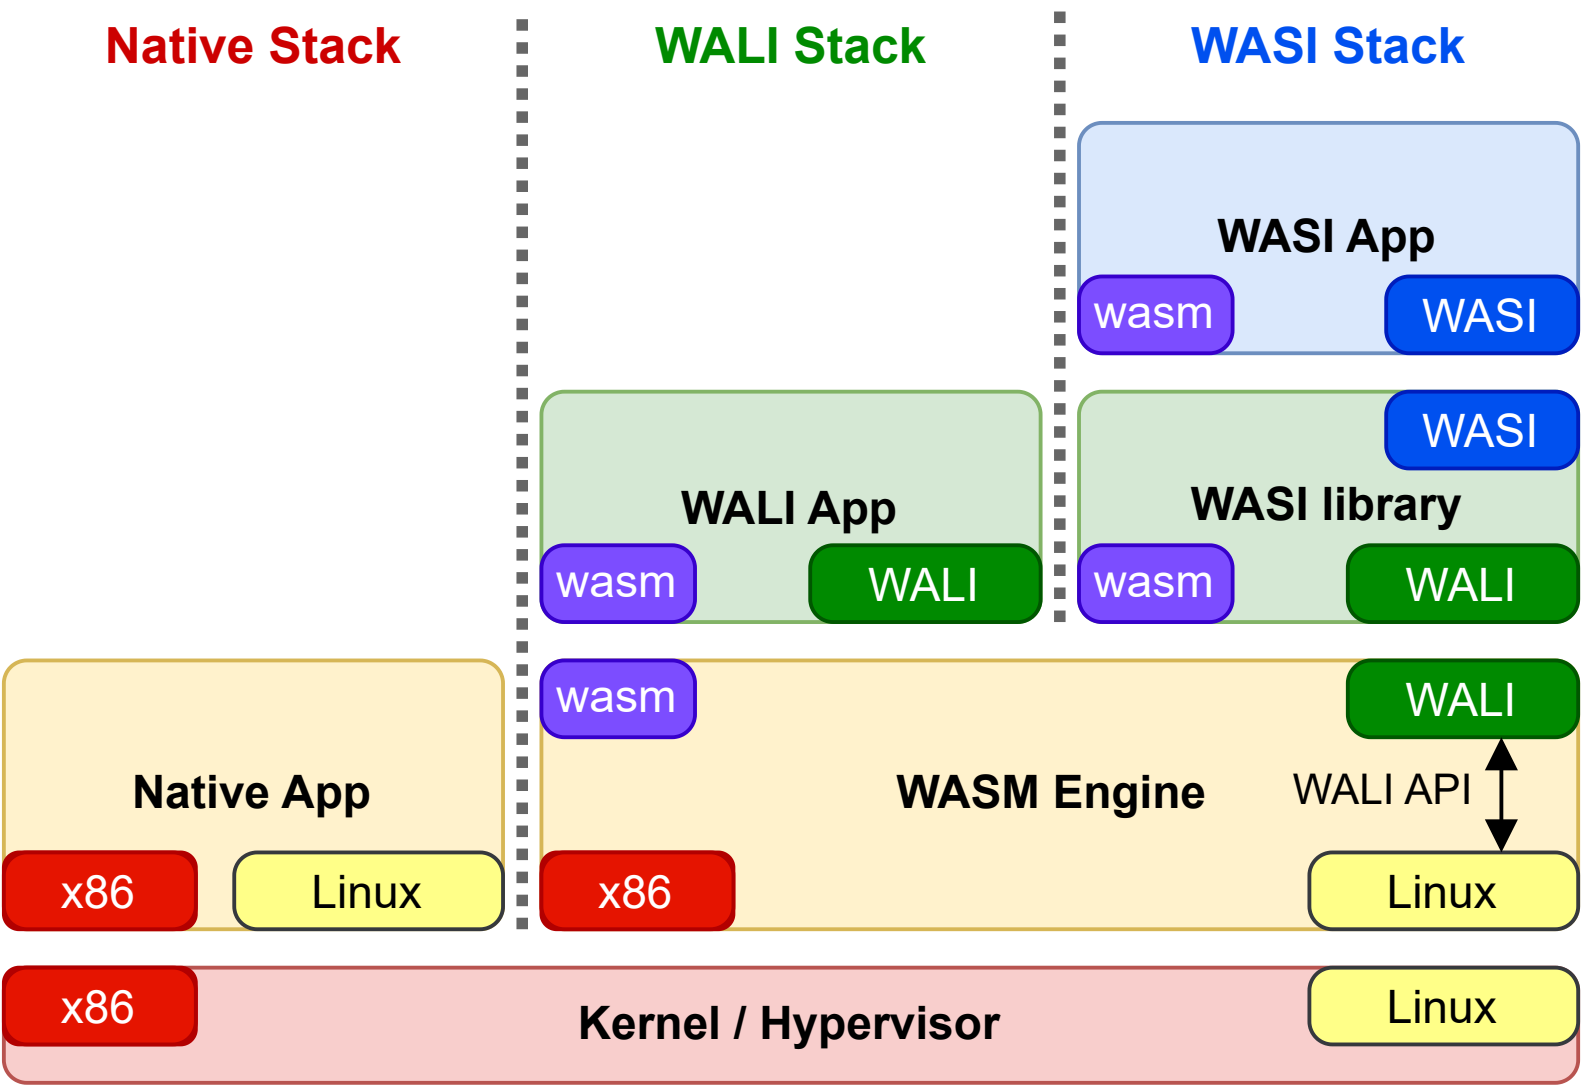 Native Stack
WALI Stack
WASI Stack
WASI App
wasm
WASI
WASI
WALI App
WASI library
wasm
WALI
wasm
WALI
wasm
WALI
Native App
WASM Engine
WALI API
x86
Linux
x86
Linux
x86
Linux
Kernel / Hypervisor